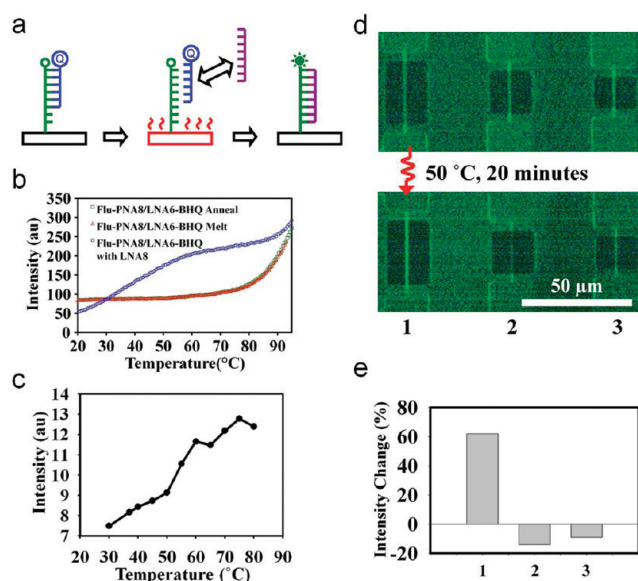 a
Q
Q
b
350
300
250
200
150
100
50
0
Intensity (au)
Flu-PNA8/LNA6-BHQ Anneal
Flu-PNA8/LNA6-BHQ Melt
Flu-PNA8/LNA6-BHQ
with LNA8
20 30 40 50 60 70 80 90
Temperature(°C)
c
14
13
12
11
10
9
8
7
Intensity (au)
20 30 40 50 60 70 80 90
Temperature (°C)
d
50 °C, 20 minutes
50 µm
1 2 3
e
80
60
40
20
0
-20
Intensity Change (%)
1 2 3